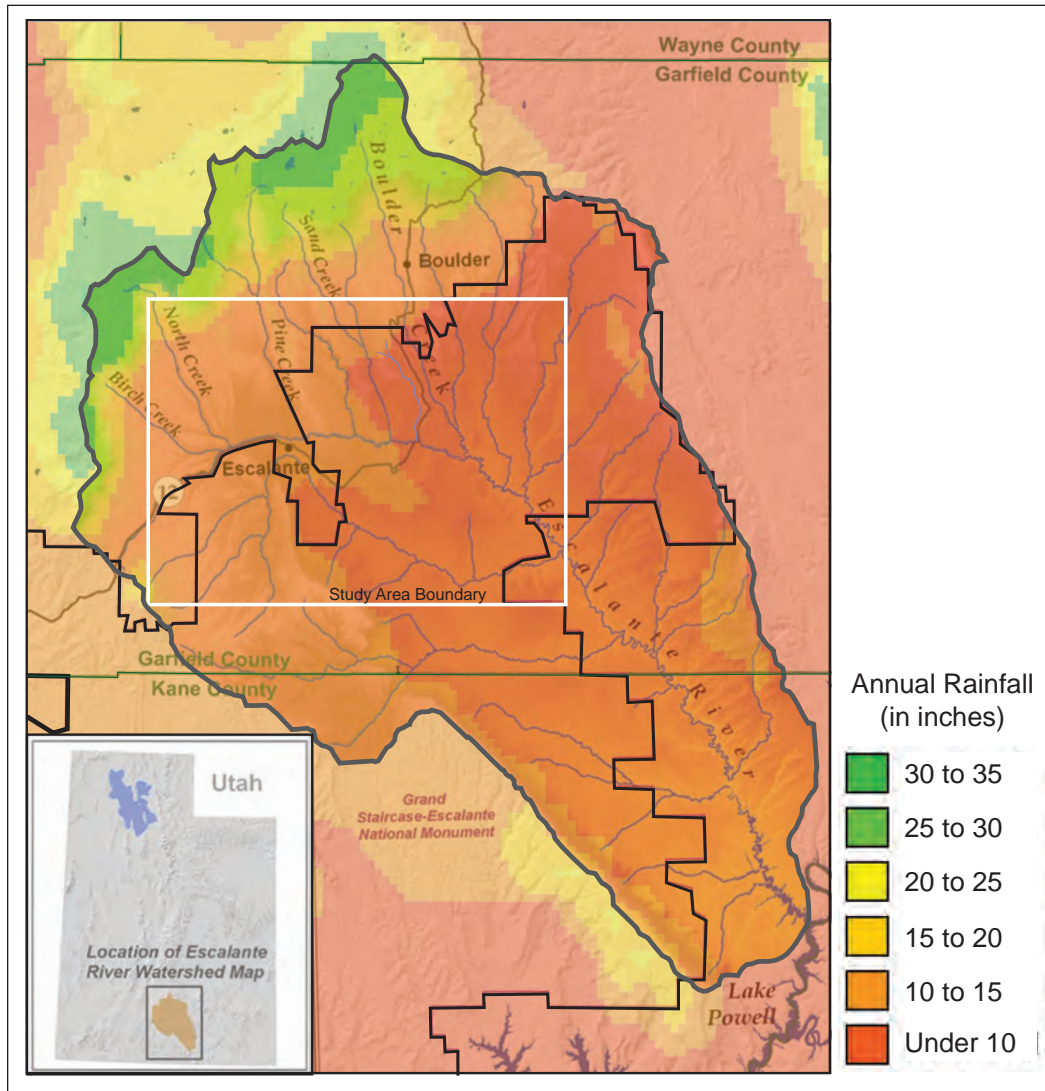 Wayne County
Garfield County
Boulder
Sand Creek
Boulder
North Creek
Pine Creek
Creek
Birch Creek
Escalante
12
Escalante River
Study Area Boundary
Garfield County
Kane County
Annual Rainfall
(in inches)
30 to 35
25 to 30
20 to 25
15 to 20
10 to 15
Under 10
Utah
Grand
Staircase-Escalante
National Monument
Location of Escalante
River Watershed Map
Lake
Powell